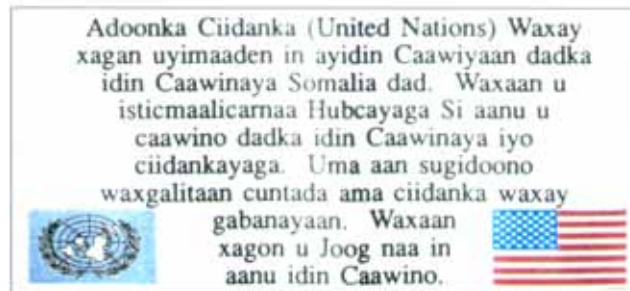 Adoonka Ciidanka (United Nations) Waxay
xagan uyimaaden in ayidin Caawiyaan dadka
idin Caawinaya Somalia dad. Waxaan u
isticmaalicarnaa Hubcayaga Si aanu u
caawino dadka idin Caawinaya iyo
ciidankayaga. Uma aan sugidoono
waxgalitaan cuntada ama ciidanka waxay
gabanayaan. Waxaan
xagon u Joog naa in
aanu idin Caawino.